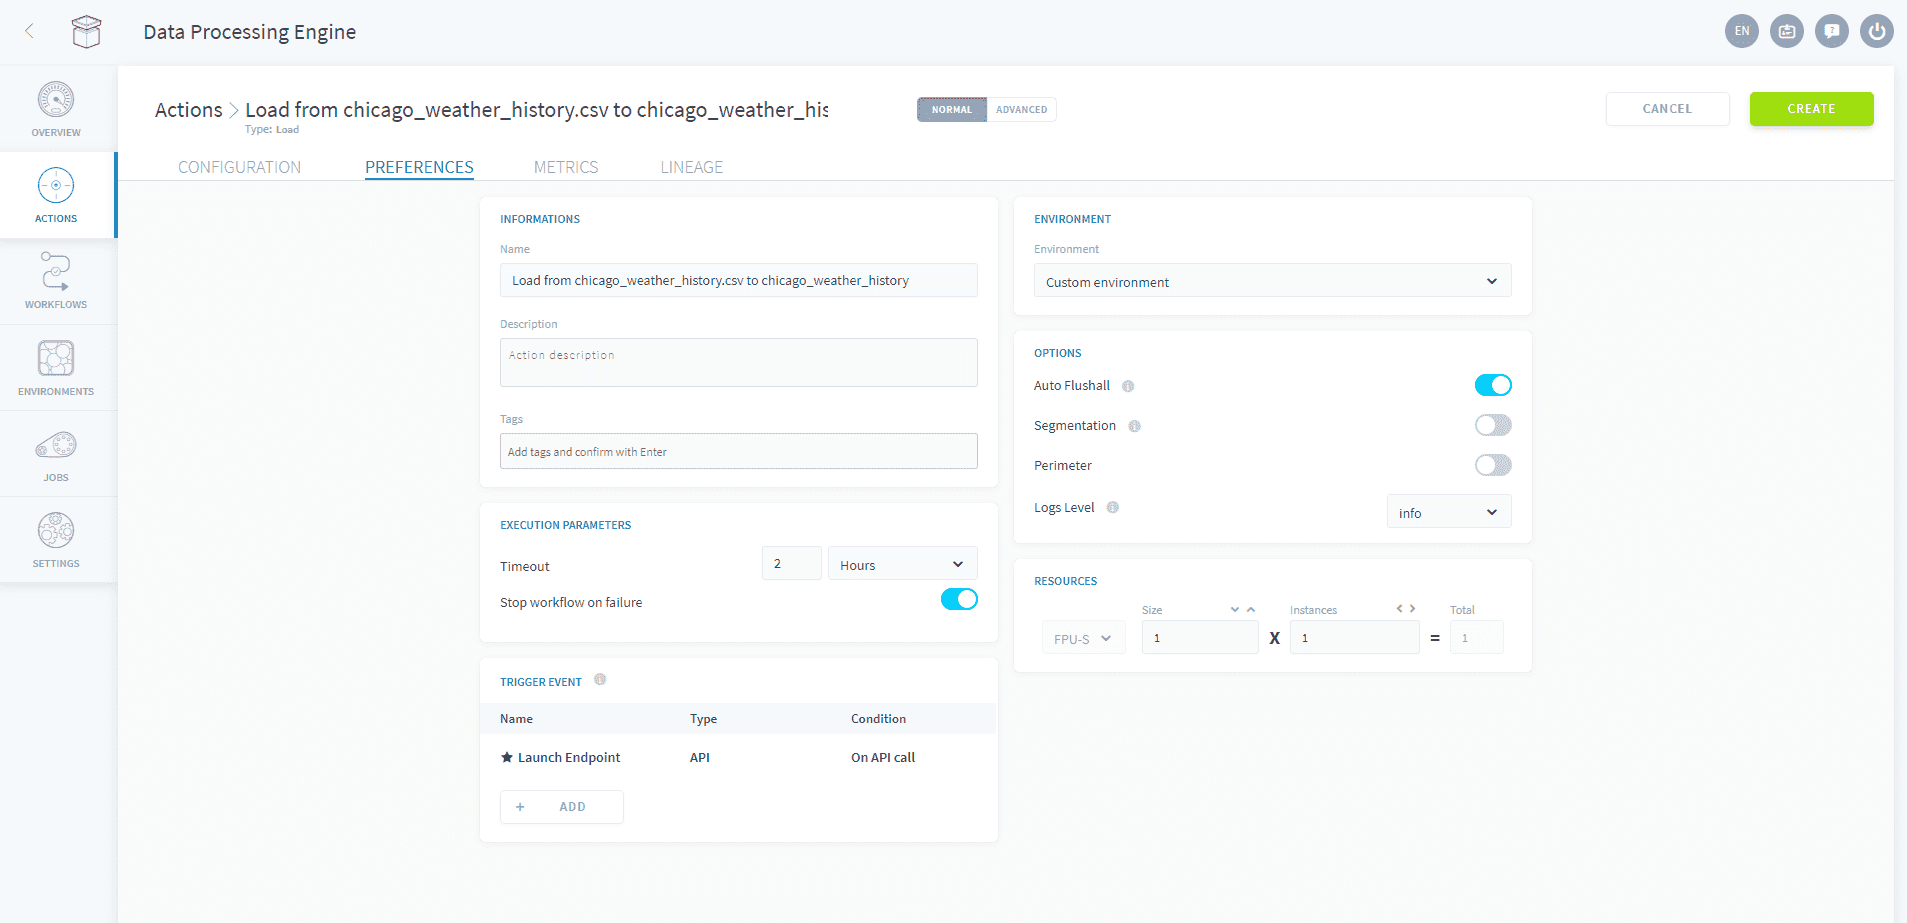 Data Processing Engine
EN
OVERVIEW
ACTIONS
WORKFLOWS
ENVIRONMENTS
JOBS
SETTINGS
Actions > Load from chicago_weather_history.csv to chicago_weather_his
Type: Load
NORMAL
ADVANCED
CANCEL
CREATE
CONFIGURATION
PREFERENCES
METRICS
LINEAGE
INFORMATIONS
Name
Load from chicago_weather_history.csv to chicago_weather_history
Description
Action description
Tags
Add tags and confirm with Enter
EXECUTION PARAMETERS
Timeout
2
Hours
Stop workflow on failure
TRIGGER EVENT
Name Type Condition
★ Launch Endpoint API On API call
+ ADD
ENVIRONMENT
Environment
Custom environment
OPTIONS
Auto Flushall
Segmentation
Perimeter
Logs Level
info
RESOURCES
Size Instances Total
FPU-S 1 X 1 = 1